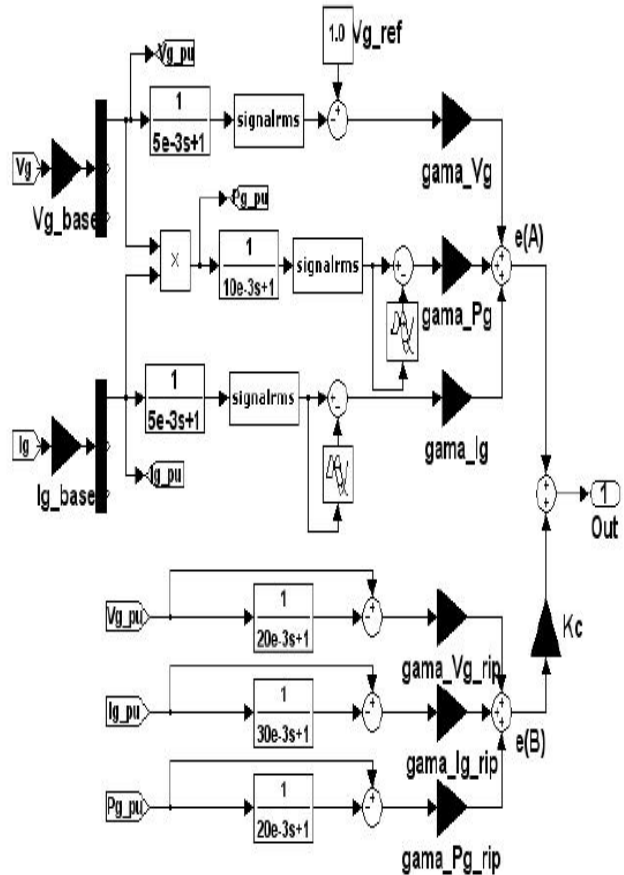 Vg_pu
1.0
Vg_ref
1
5e-3s+1
signalrms
Vg
Vg_base
gama_Vg
Pg_pu
e(A)
×
1
10e-3s+1
signalrms
gama_Pg
1
5e-3s+1
signalrms
Ig
Ig_base
Ig_pu
gama_Ig
1
Out
Vg_pu
1
20e-3s+1
gama_Vg_rip
Kc
Ig_pu
1
30e-3s+1
gama_Ig_rip
e(B)
Pg_pu
1
20e-3s+1
gama_Pg_rip